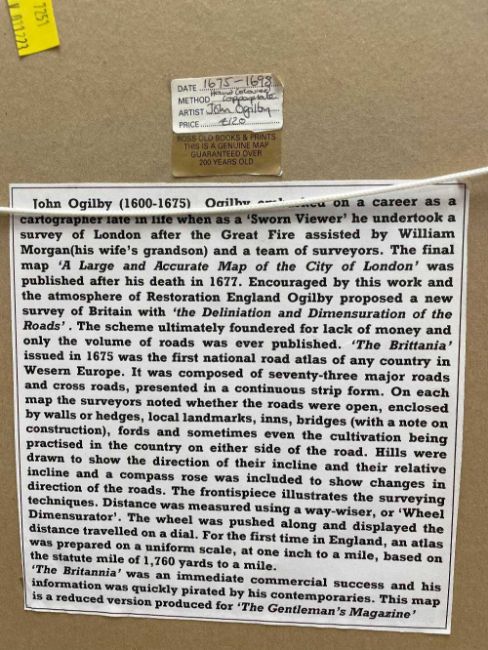 7251
DATE 1675-1698
Hand Coloured
METHOD Copperplate
ARTIST John Ogilby
PRICE £120
ROSS OLD BOOKS & PRINTS
THIS IS A GENUINE MAP
GUARANTEED OVER
200 YEARS OLD
John Ogilby (1600-1675) Ogilby embarked on a career as a
cartographer late in life when as a 'Sworn Viewer' he undertook a
survey of London after the Great Fire assisted by William
Morgan(his wife's grandson) and a team of surveyors. The final
map 'A Large and Accurate Map of the City of London' was
published after his death in 1677. Encouraged by this work and
the atmosphere of Restoration England Ogilby proposed a new
survey of Britain with 'the Deliniation and Dimensuration of the
Roads'. The scheme ultimately foundered for lack of money and
only the volume of roads was ever published. 'The Brittania'
issued in 1675 was the first national road atlas of any country in
Wesern Europe. It was composed of seventy-three major roads
and cross roads, presented in a continuous strip form. On each
map the surveyors noted whether the roads were open, enclosed
by walls or hedges, local landmarks, inns, bridges (with a note on
construction), fords and sometimes even the cultivation being
practised in the country on either side of the road. Hills were
drawn to show the direction of their incline and their relative
incline and a compass rose was included to show changes in
direction of the roads. The frontispiece illustrates the surveying
techniques. Distance was measured using a way-wiser, or 'Wheel
Dimensurator'. The wheel was pushed along and displayed the
distance travelled on a dial. For the first time in England, an atlas
was prepared on a uniform scale, at one inch to a mile, based on
the statute mile of 1,760 yards to a mile.
'The Britannia' was an immediate commercial success and his
information was quickly pirated by his contemporaries. This map
is a reduced version produced for 'The Gentleman's Magazine'